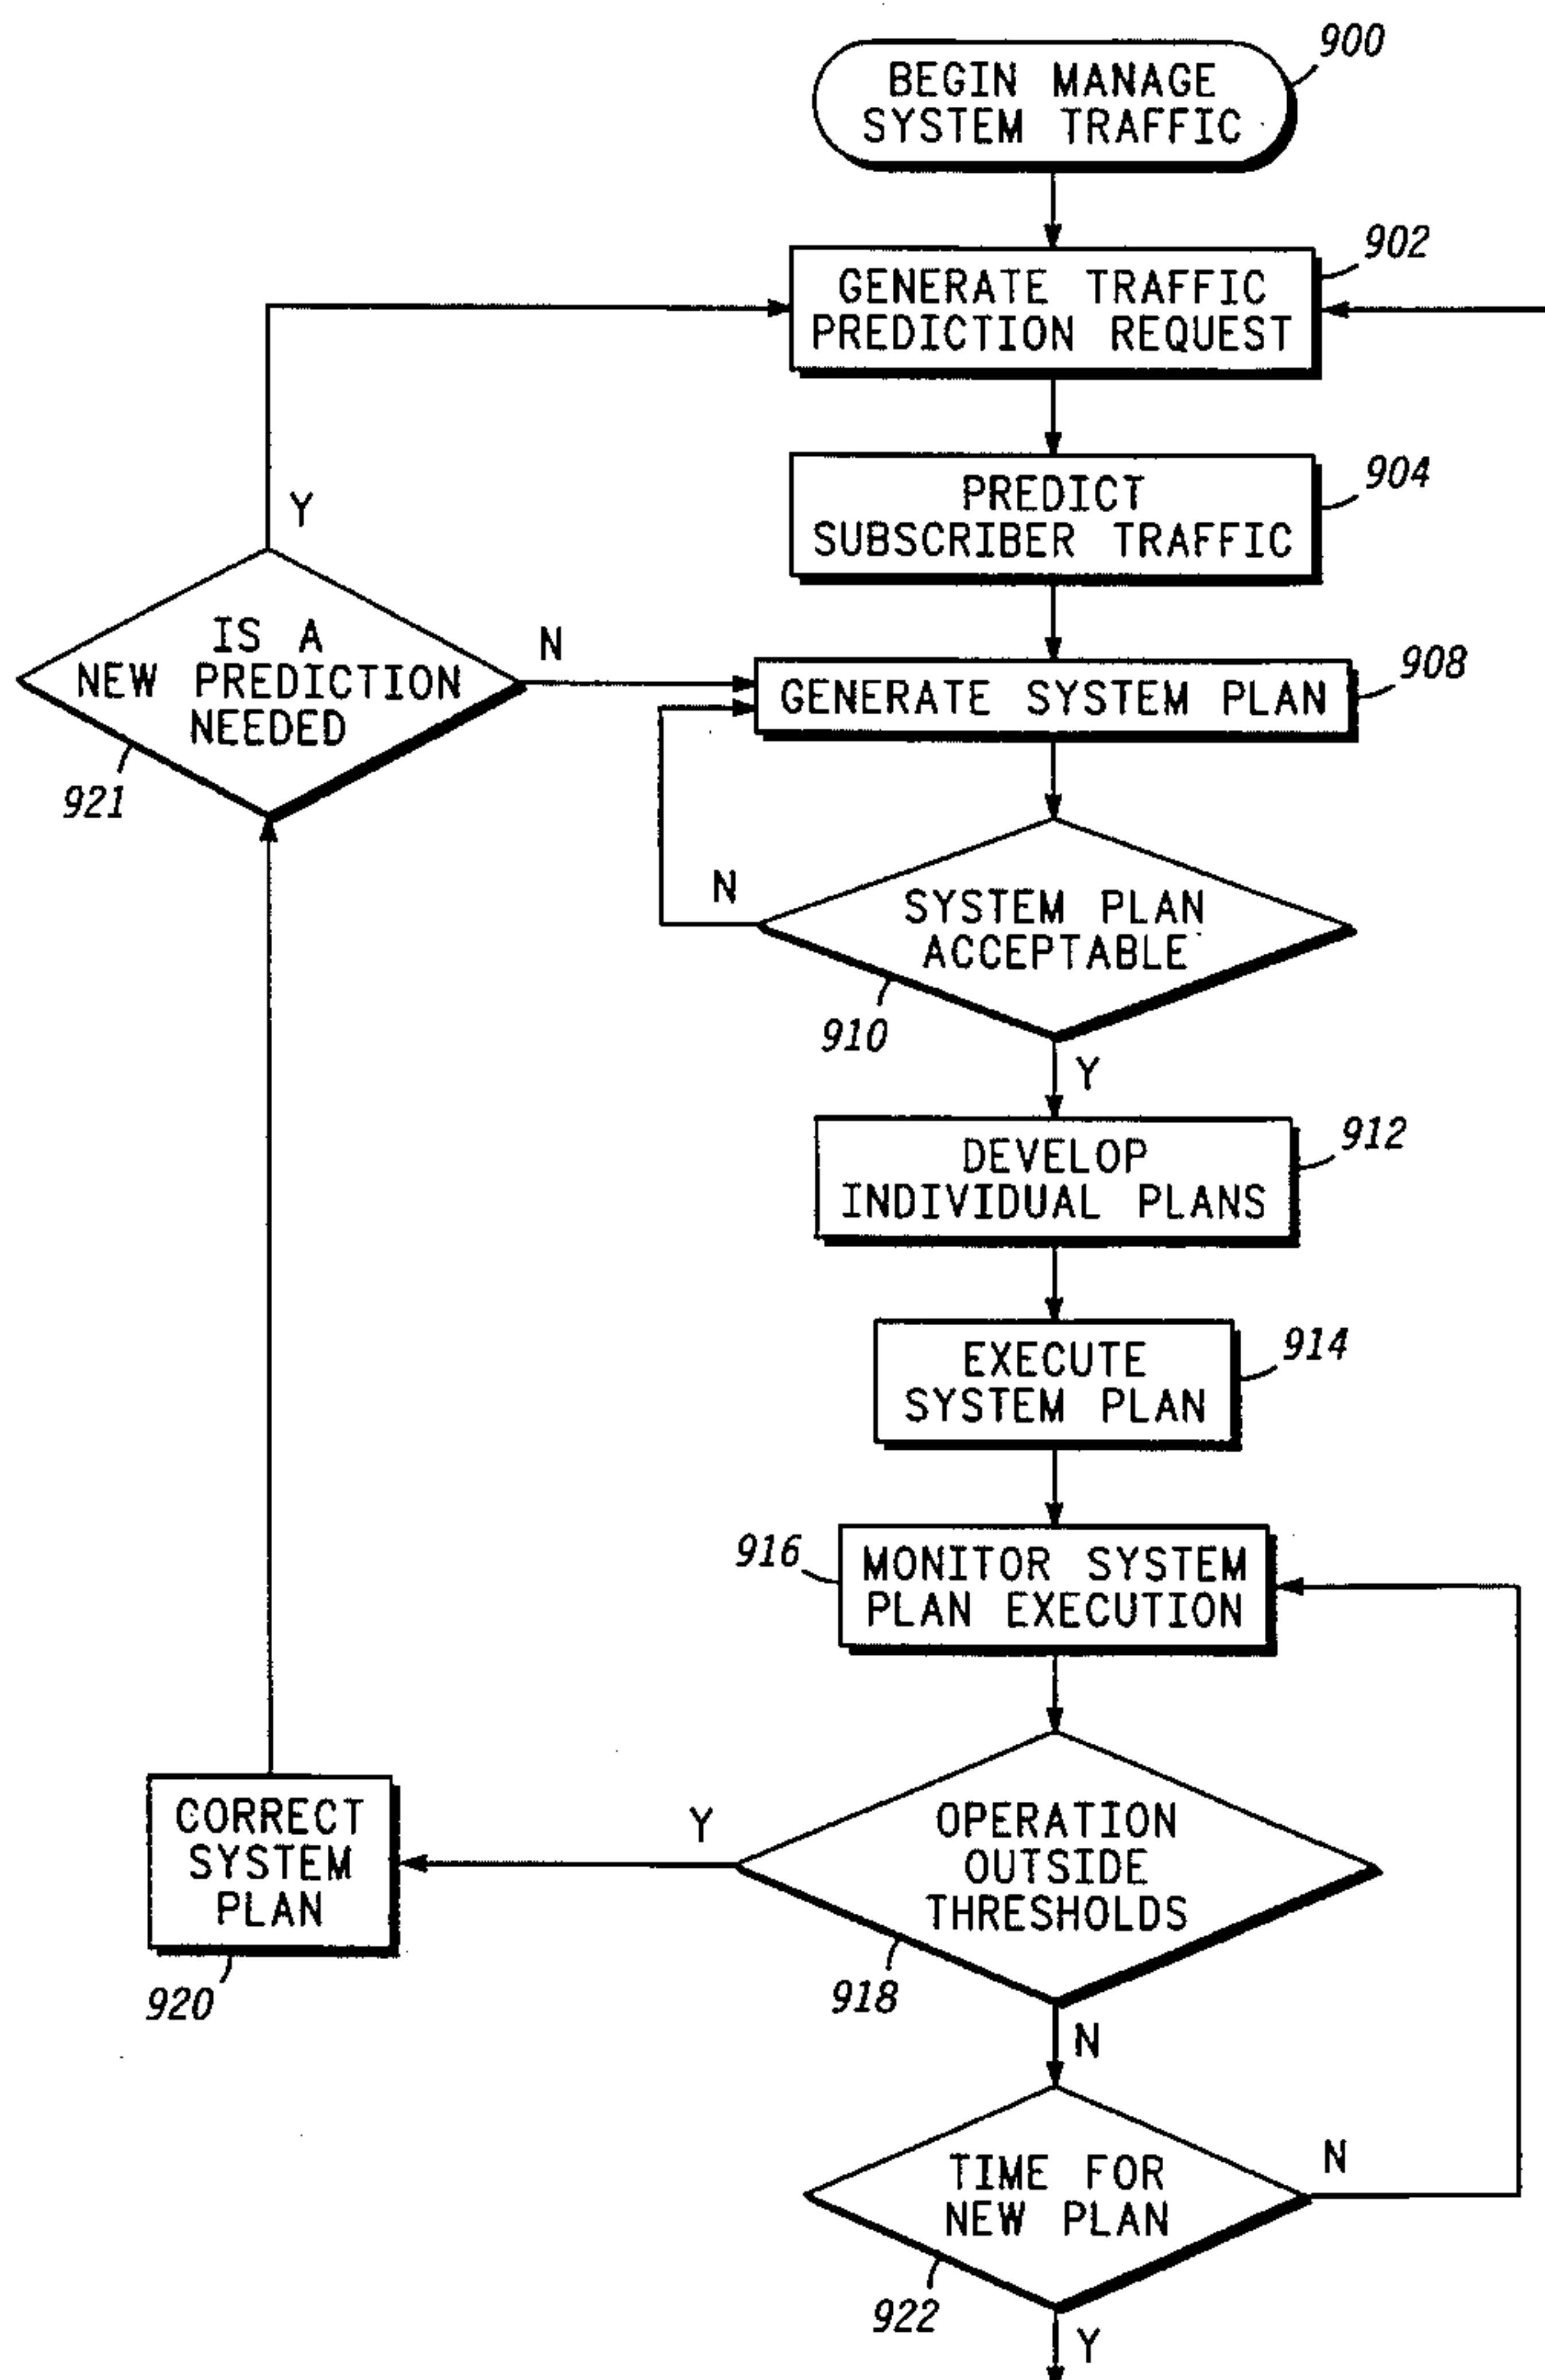 900
BEGIN MANAGE
SYSTEM TRAFFIC
902
GENERATE TRAFFIC
PREDICTION REQUEST
904
PREDICT
SUBSCRIBER TRAFFIC
Y
IS A
NEW PREDICTION
NEEDED
921
N
908
GENERATE SYSTEM PLAN
N
SYSTEM PLAN
ACCEPTABLE
910
Y
912
DEVELOP
INDIVIDUAL PLANS
914
EXECUTE
SYSTEM PLAN
916
MONITOR SYSTEM
PLAN EXECUTION
Y
OPERATION
OUTSIDE
THRESHOLDS
918
CORRECT
SYSTEM
PLAN
920
N
TIME FOR
NEW PLAN
N
922
Y